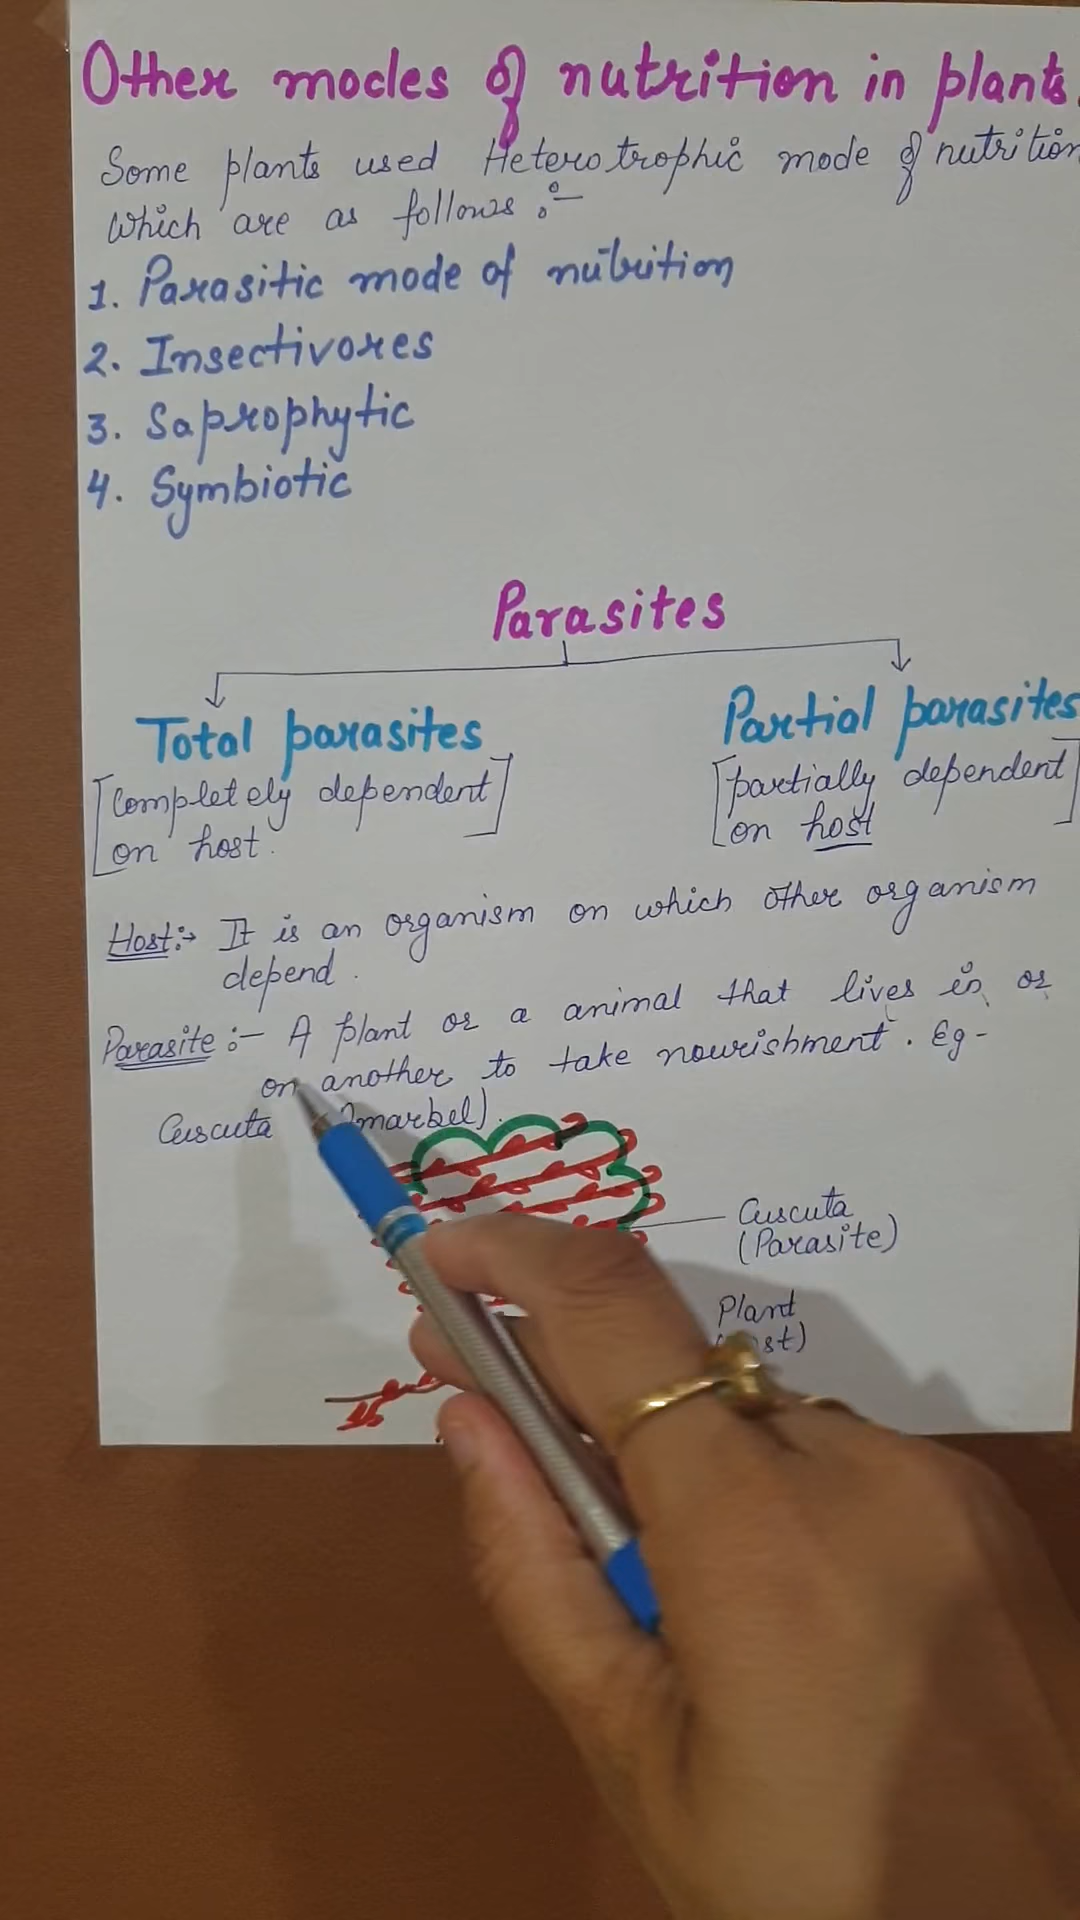 Other modes of nutrition in plants.
Some plants used Heterotrophic mode of nutrition
which are as follows :-
1. Parasitic mode of nutrition
2. Insectivores
3. Saprophytic
4. Symbiotic
Parasites
Total parasites
[completely dependent]
on host.
Partial parasites
[partially dependent]
on host
Host:→ It is an organism on which other organism
depend.
Parasite :- A plant or a animal that lives in or
on another to take nourishment. Eg-
Cuscuta marbel).
Cuscuta
(Parasite)
Plant